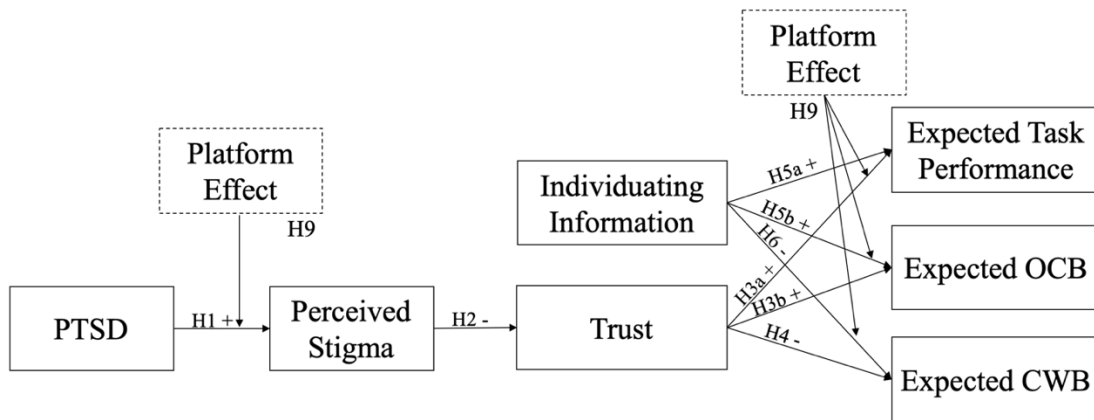 Platform
Effect
H9
Expected Task
Performance
Platform
Effect
H9
Individuating
Information
H5a +
H5b +
H6 -
Expected OCB
PTSD
H1 +
Perceived
Stigma
H2 -
Trust
H3a +
H3b +
H4 -
Expected CWB